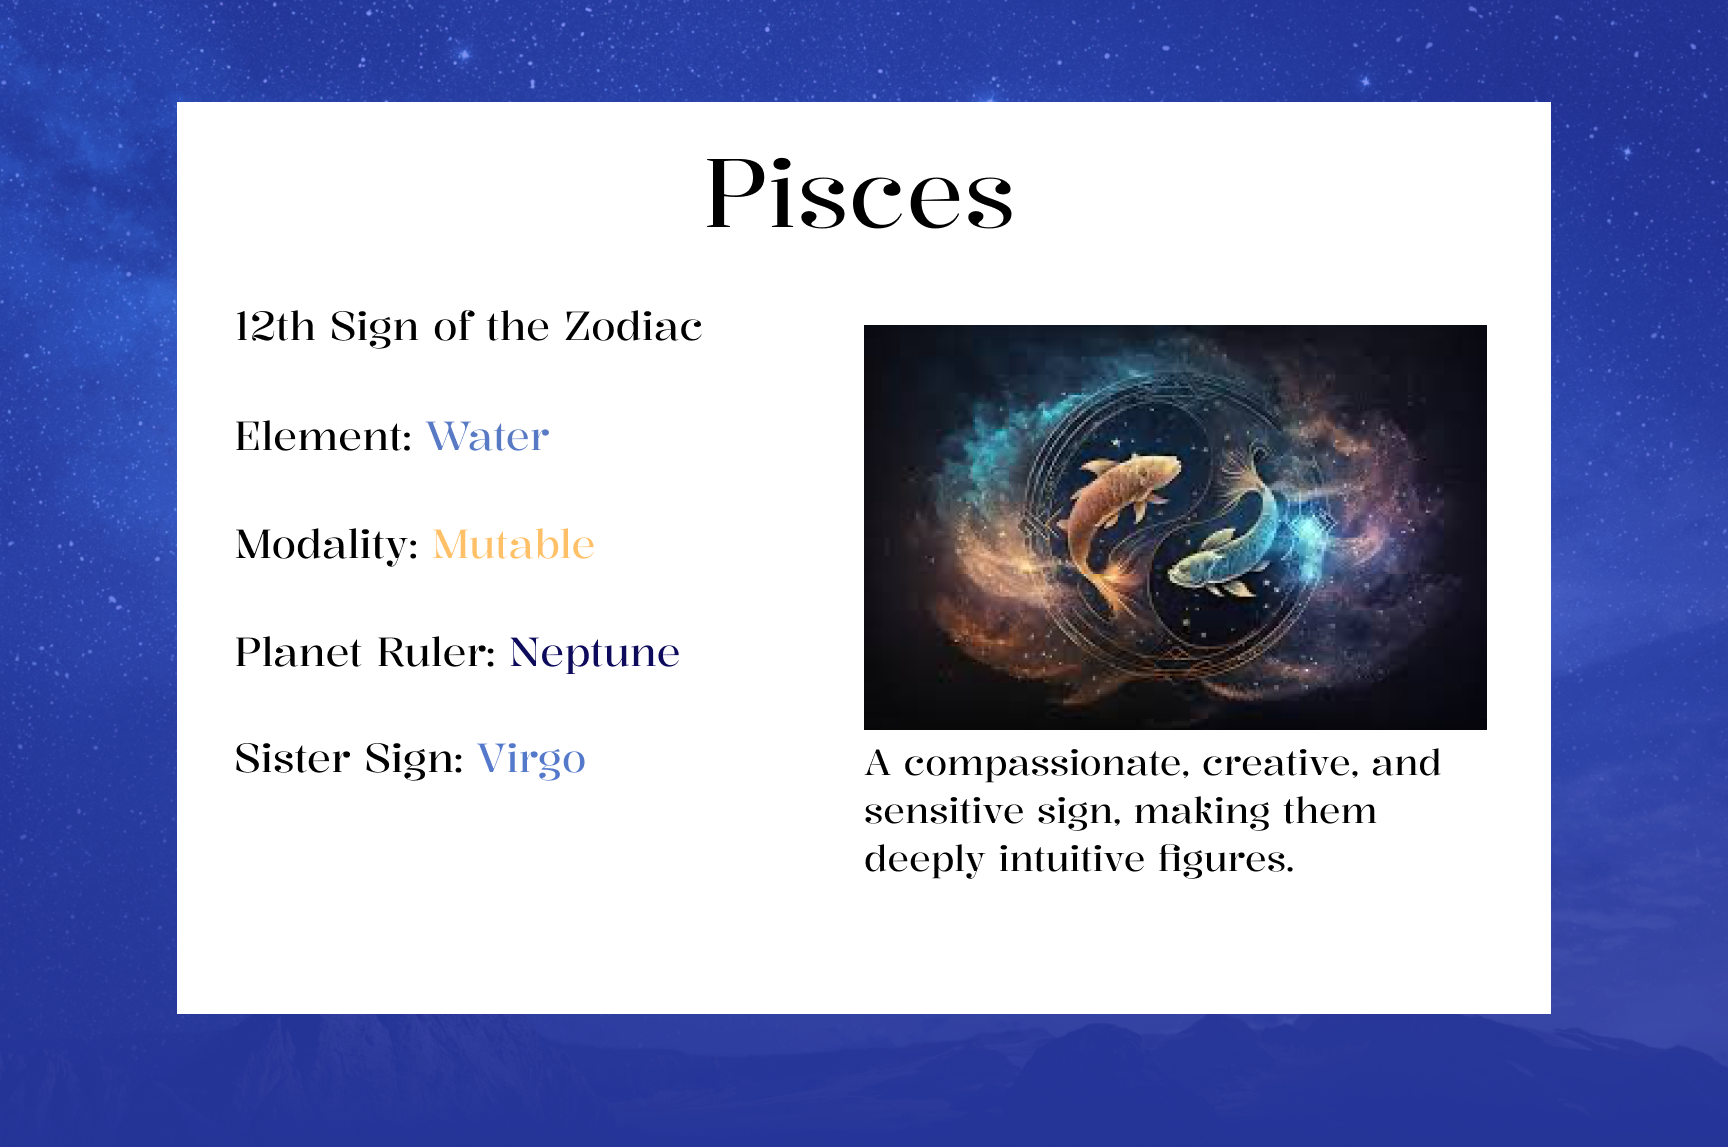 Pisces
12th Sign of the Zodiac
Element: Water
Modality: Mutable
Planet Ruler: Neptune
Sister Sign: Virgo
A compassionate, creative, and
sensitive sign, making them
deeply intuitive figures.